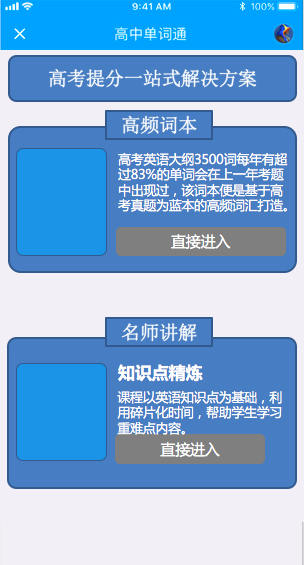 9:41 AM
100%
高中单词通
高考提分一站式解决方案
高频词本
高考英语大纲3500词每年有超
过83%的单词会在上一年考题
中出现过，该词本便是基于高
考真题为蓝本的高频词汇打造。
直接进入
名师讲解
知识点精炼
课程以英语知识点为基础，利
用碎片化时间，帮助学生学习
重难点内容。
直接进入